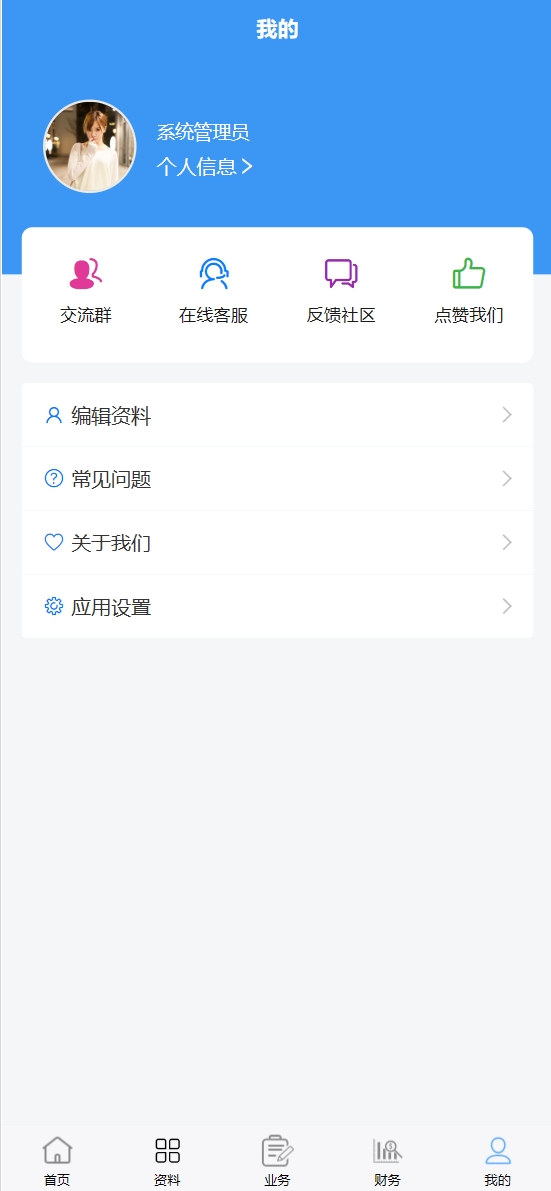 我的
系统管理员
个人信息
交流群 在线客服 反馈社区 点赞我们
编辑资料
常见问题
关于我们
应用设置
首页 资料 业务 财务 我的